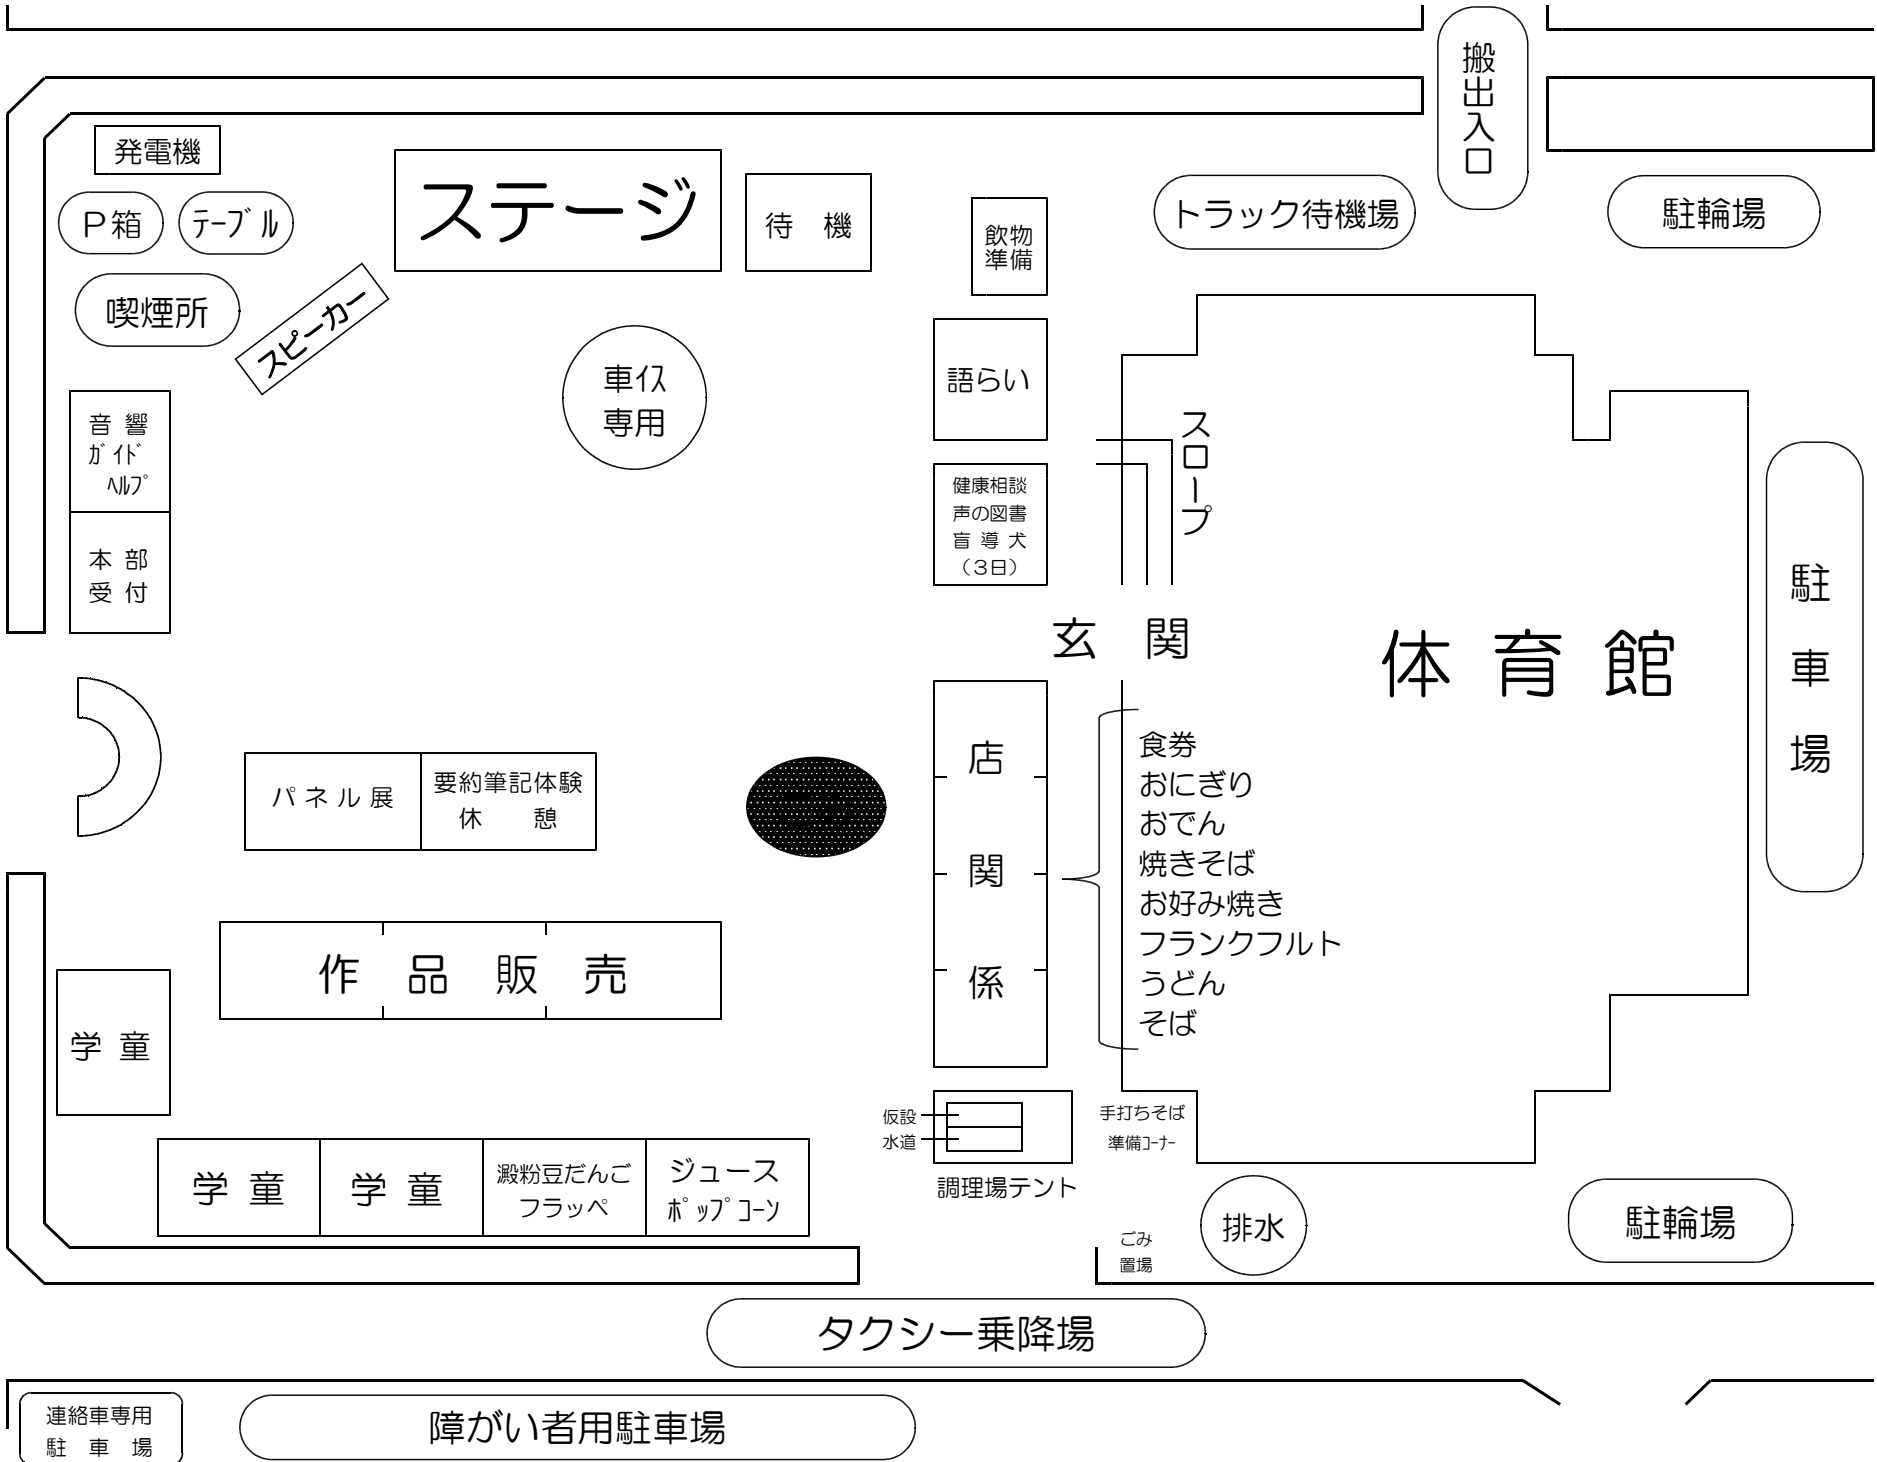 搬出入口
発電機
P箱
ﾃｰﾌﾞﾙ
ステージ
待 機
飲物
準備
トラック待機場
駐輪場
喫煙所
スピーカー
車ｲｽ
専用
語らい
スロープ
音 響
ｶﾞｲﾄﾞ
ﾍﾙﾌﾟ
健康相談
声の図書
盲 導 犬
(3日)
本 部
受 付
玄 関
体 育 館
駐 車 場
店 関 係
食券
おにぎり
おでん
焼きそば
お好み焼き
フランクフルト
うどん
そば
パ ネ ル 展
要約筆記体験
休 憩
作 品 販 売
学 童
仮設
水道
手打ちそば
準備ｺｰﾅｰ
調理場テント
学 童
学 童
澱粉豆だんご
フラッペ
ジュース
ﾎﾟｯﾌﾟｺｰﾝ
ごみ
置場
排水
駐輪場
タクシー乗降場
連絡車専用
駐 車 場
障がい者用駐車場